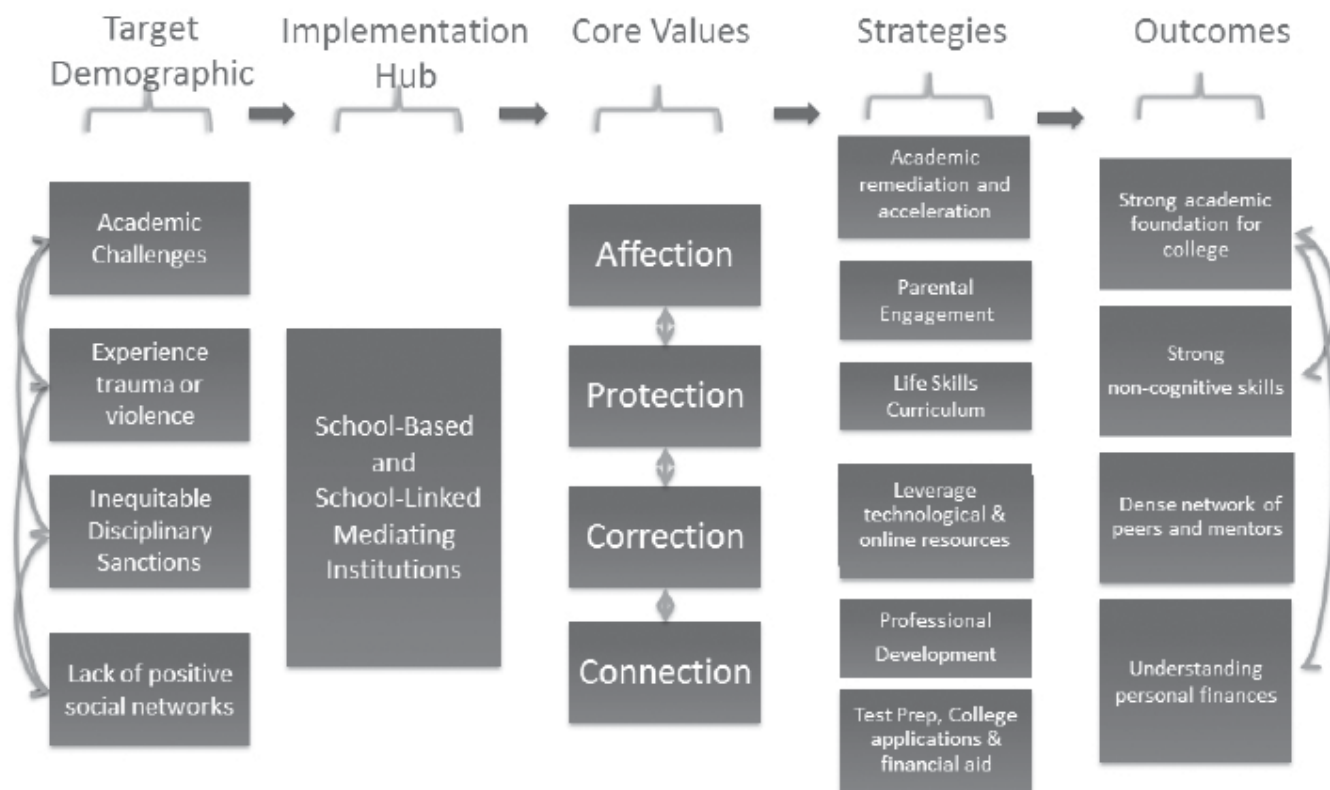 Target
Demographic
Implementation
Hub
Core Values
Strategies
Outcomes
Academic
Challenges
Experience
trauma or
violence
Inequitable
Disciplinary
Sanctions
Lack of positive
social networks
School-Based
and
School-Linked
Mediating
Institutions
Affection
Protection
Correction
Connection
Academic
remediation and
acceleration
Parental
Engagement
Life Skills
Curriculum
Leverage
technological &
online resources
Professional
Development
Test Prep, College
applications &
financial aid
Strong academic
foundation for
college
Strong
non-cognitive skills
Dense network of
peers and mentors
Understanding
personal finances